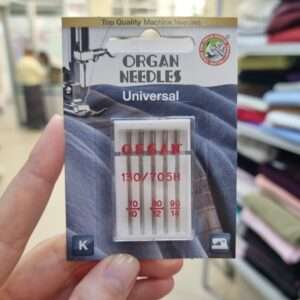 Top Quality Machine Needles
ORGAN
NEEDLES
Universal
ORGAN
130/705H
70 80 90
10 12 14
K